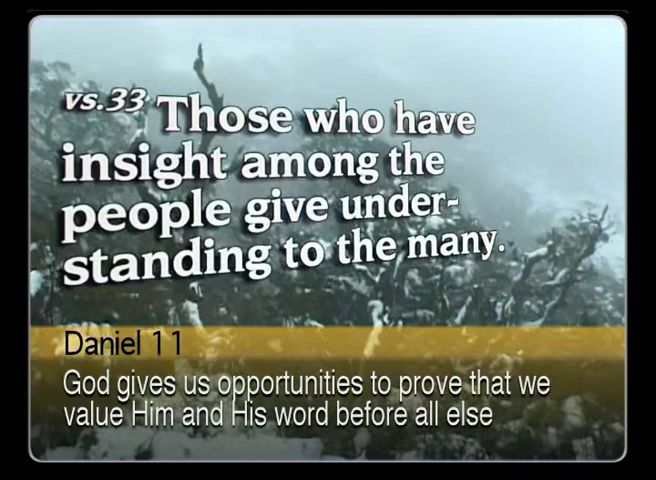 vs.33 Those who have
insight among the
people give under-
standing to the many.
Daniel 11
God gives us opportunities to prove that we
value Him and His word before all else